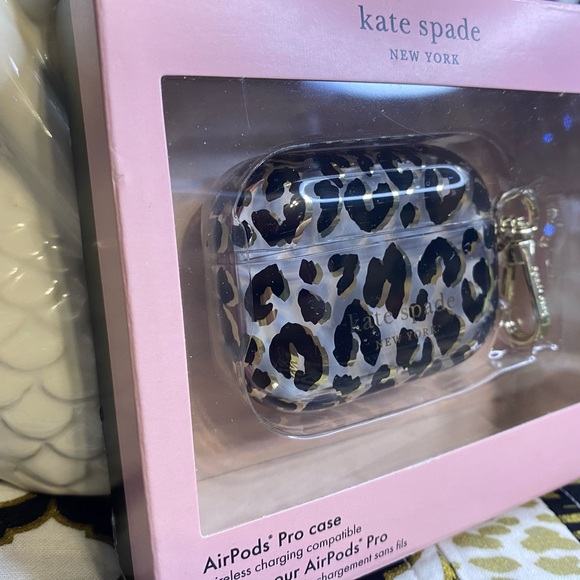 kate spade
NEW YORK
kate spade
NEW YORK
AirPods® Pro case
ireless charging compatible
our AirPods® Pro
chargement sans fils